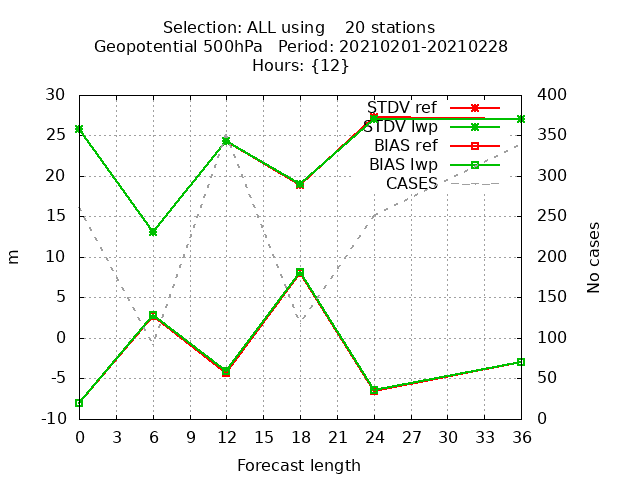 Selection: ALL using    20 stations
Geopotential 500hPa   Period: 20210201-20210228
Hours: {12}
30 400
STDV ref
25 STDV lwp 350
BIAS ref
BIAS lwp
20 CASES 300
15 250
10 200
m
No cases
5 150
0 100
-5 50
-10 0
0 3 6 9 12 15 18 21 24 27 30 33 36
Forecast length